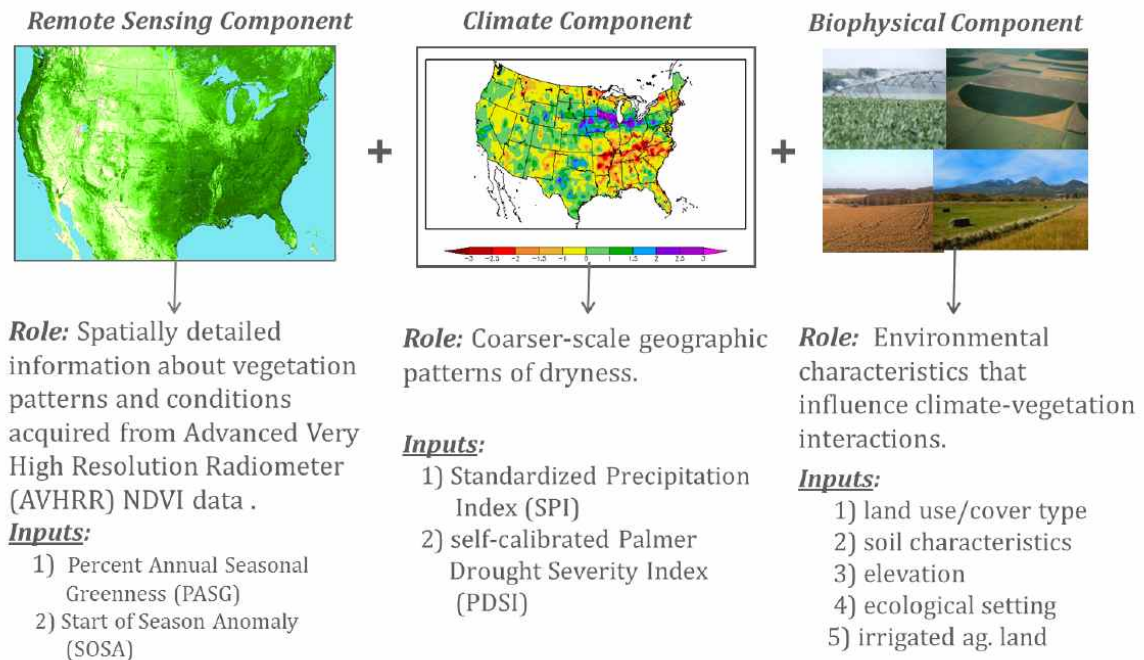 Remote Sensing Component
Climate Component
Biophysical Component
+
+
-3 -2.5 -2 -1.5 -1 0 1 1.5 2 2.5 3
Role: Spatially detailed
information about vegetation
patterns and conditions
acquired from Advanced Very
High Resolution Radiometer
(AVHRR) NDVI data .
Inputs:
1) Percent Annual Seasonal
Greenness (PASG)
2) Start of Season Anomaly
(SOSA)
Role: Coarser-scale geographic
patterns of dryness.
Inputs:
1) Standardized Precipitation
Index (SPI)
2) self-calibrated Palmer
Drought Severity Index
(PDSI)
Role: Environmental
characteristics that
influence climate-vegetation
interactions.
Inputs:
1) land use/cover type
2) soil characteristics
3) elevation
4) ecological setting
5) irrigated ag. land